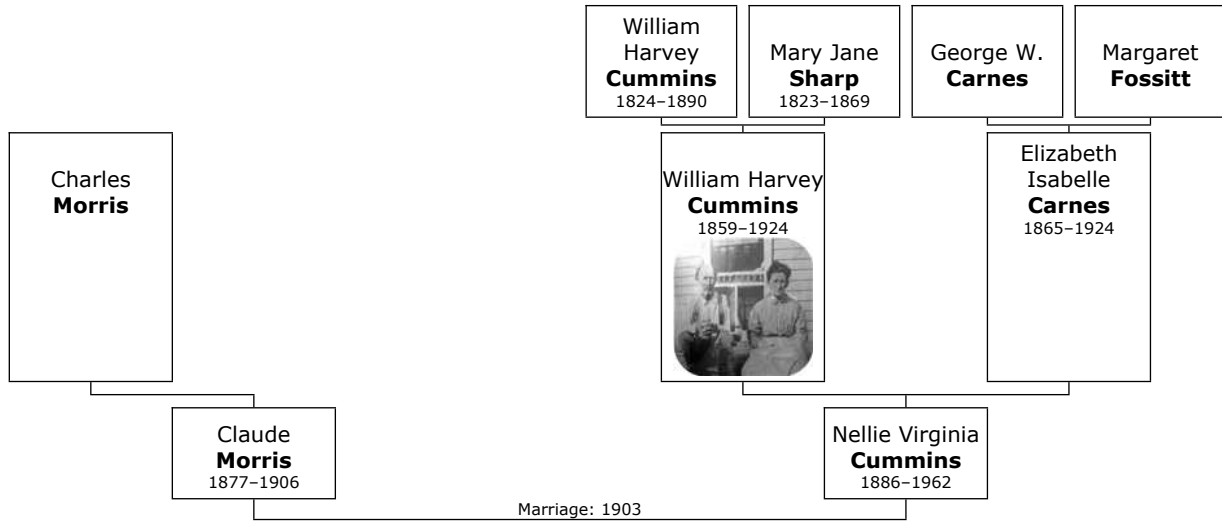 William
Harvey
Cummins
1824–1890
Mary Jane
Sharp
1823–1869
George W.
Carnes
Margaret
Fossitt
Charles
Morris
William Harvey
Cummins
1859–1924
Elizabeth
Isabelle
Carnes
1865–1924
Claude
Morris
1877–1906
Nellie Virginia
Cummins
1886–1962
Marriage: 1903